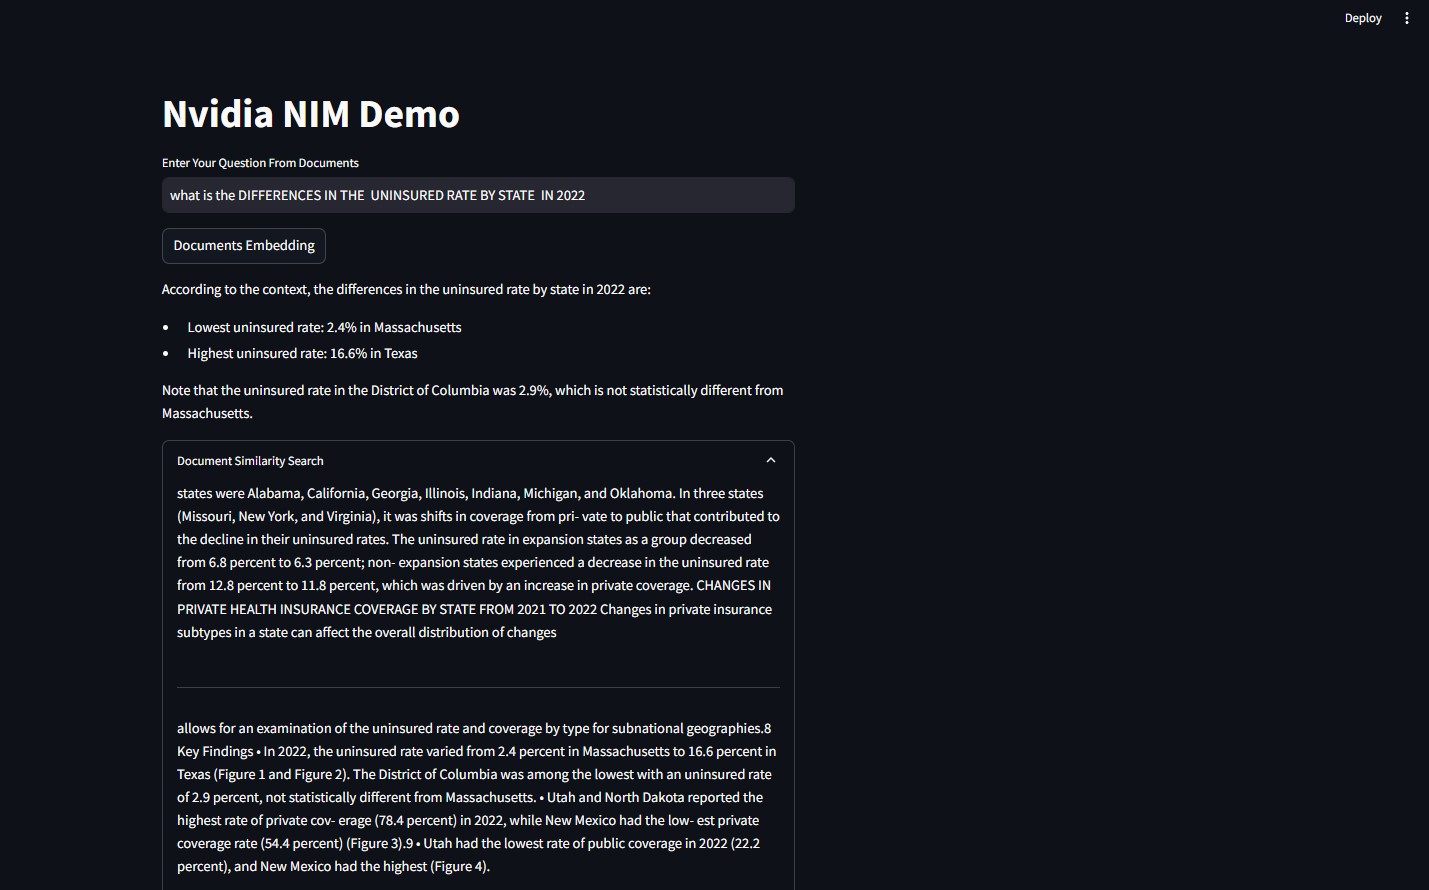 Deploy
Nvidia NIM Demo
Enter Your Question From Documents
what is the DIFFERENCES IN THE  UNINSURED RATE BY STATE  IN 2022
Documents Embedding
According to the context, the differences in the uninsured rate by state in 2022 are:
• Lowest uninsured rate: 2.4% in Massachusetts
• Highest uninsured rate: 16.6% in Texas
Note that the uninsured rate in the District of Columbia was 2.9%, which is not statistically different from
Massachusetts.
Document Similarity Search
states were Alabama, California, Georgia, Illinois, Indiana, Michigan, and Oklahoma. In three states
(Missouri, New York, and Virginia), it was shifts in coverage from pri- vate to public that contributed to
the decline in their uninsured rates. The uninsured rate in expansion states as a group decreased
from 6.8 percent to 6.3 percent; non- expansion states experienced a decrease in the uninsured rate
from 12.8 percent to 11.8 percent, which was driven by an increase in private coverage. CHANGES IN
PRIVATE HEALTH INSURANCE COVERAGE BY STATE FROM 2021 TO 2022 Changes in private insurance
subtypes in a state can affect the overall distribution of changes
allows for an examination of the uninsured rate and coverage by type for subnational geographies.8
Key Findings • In 2022, the uninsured rate varied from 2.4 percent in Massachusetts to 16.6 percent in
Texas (Figure 1 and Figure 2). The District of Columbia was among the lowest with an uninsured rate
of 2.9 percent, not statistically different from Massachusetts. • Utah and North Dakota reported the
highest rate of private cov- erage (78.4 percent) in 2022, while New Mexico had the low- est private
coverage rate (54.4 percent) (Figure 3).9 • Utah had the lowest rate of public coverage in 2022 (22.2
percent), and New Mexico had the highest (Figure 4).